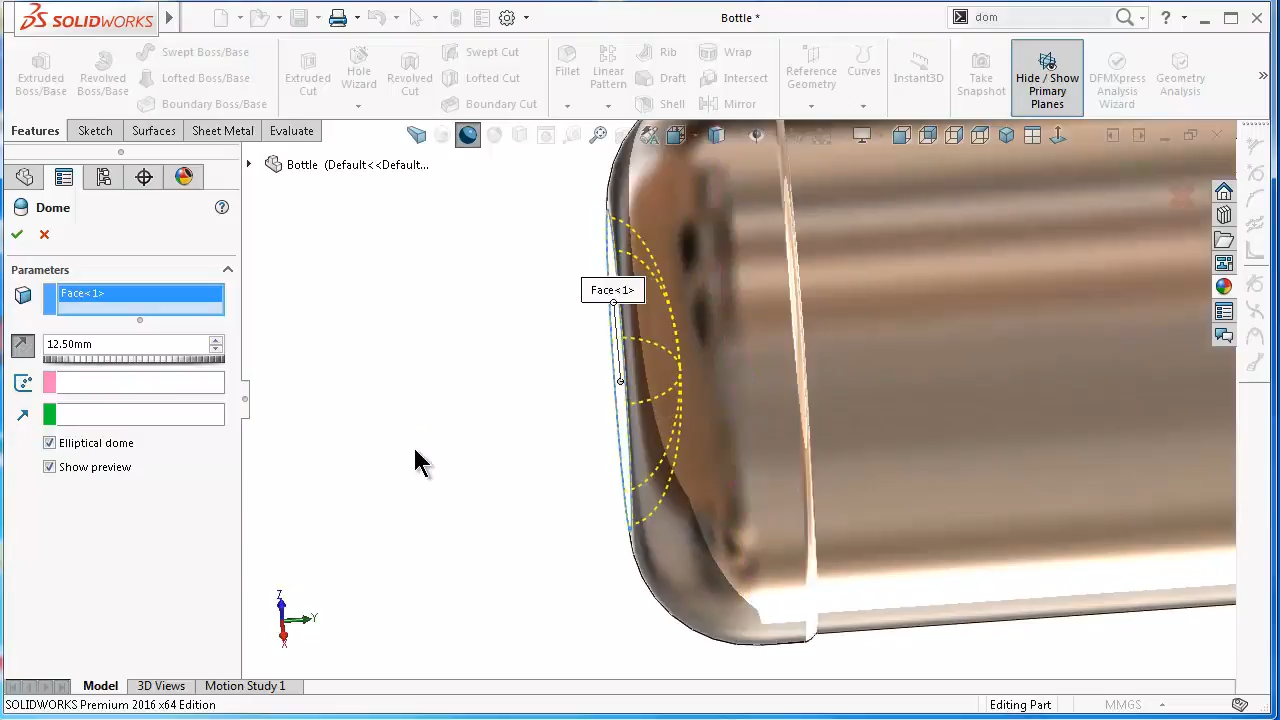 SOLIDWORKS
Bottle *
dom
Extruded Boss/Base
Revolved Boss/Base
Swept Boss/Base
Lofted Boss/Base
Boundary Boss/Base
Extruded Cut
Hole Wizard
Revolved Cut
Swept Cut
Lofted Cut
Boundary Cut
Fillet
Linear Pattern
Rib
Draft
Shell
Wrap
Intersect
Mirror
Reference Geometry
Curves
Instant3D
Take Snapshot
Hide / Show Primary Planes
DFMXpress Analysis Wizard
Geometry Analysis
Features
Sketch
Surfaces
Sheet Metal
Evaluate
Bottle (Default<<Default...
Dome
Parameters
Face<1>
12.50mm
Elliptical dome
Show preview
Face<1>
Z
Y
X
Model
3D Views
Motion Study 1
SOLIDWORKS Premium 2016 x64 Edition
Editing Part
MMGS